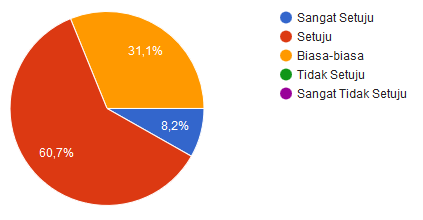 31,1%
8,2%
60,7%
Sangat Setuju
Setuju
Biasa-biasa
Tidak Setuju
Sangat Tidak Setuju